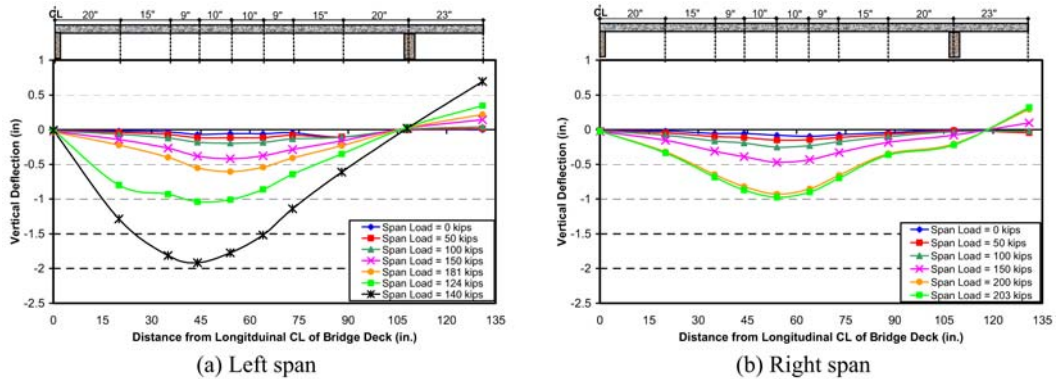 CL 20" 15" 9" 10" 10" 9" 15" 20" 23"
1
0.5
0
-0.5
-1
-1.5
-2
-2.5
Vertical Deflection (in)
Span Load = 0 kips
Span Load = 50 kips
Span Load = 100 kips
Span Load = 150 kips
Span Load = 181 kips
Span Load = 124 kips
Span Load = 140 kips
0 15 30 45 60 75 90 105 120 135
Distance from Longitduinal CL of Bridge Deck (in.)
(a) Left span
CL 20" 15" 9" 10" 10" 9" 15" 20" 23"
1
0.5
0
-0.5
-1
-1.5
-2
-2.5
Vertical Deflection (in.)
Span Load = 0 kips
Span Load = 50 kips
Span Load = 100 kips
Span Load = 150 kips
Span Load = 200 kips
Span Load = 203 kips
0 15 30 45 60 75 90 105 120 135
Distance from Longitudinal CL of Bridge Deck (in.)
(b) Right span